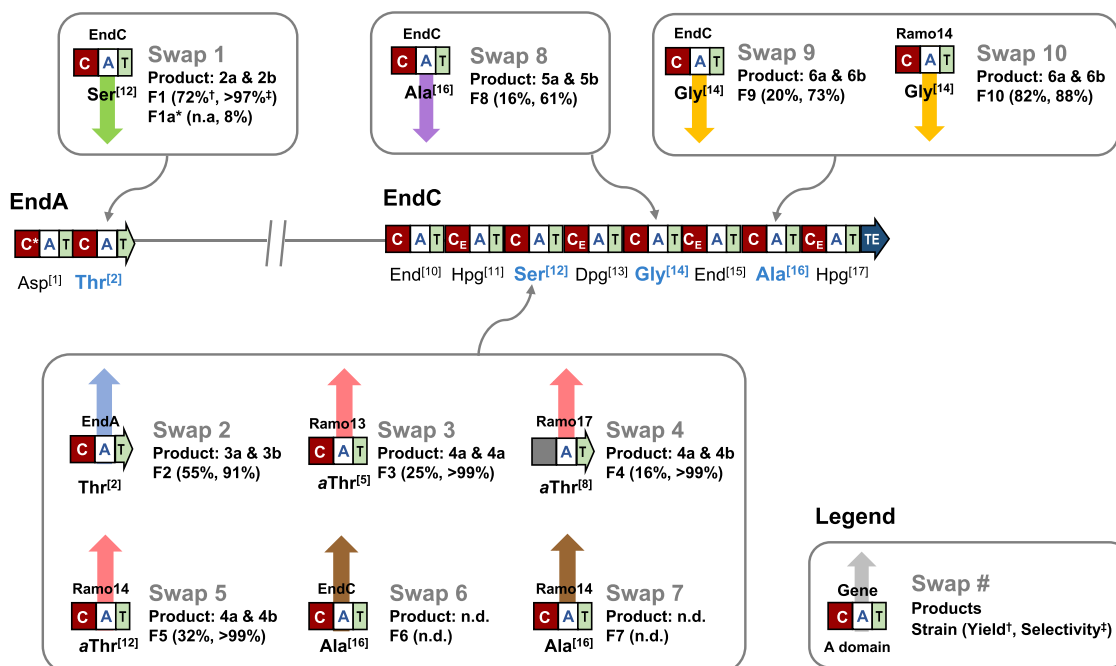 EndC
C A T
Ser[12]
Swap 1
Product: 2a & 2b
F1 (72%†, >97%‡)
F1a* (n.a, 8%)
EndC
C A T
Ala[16]
Swap 8
Product: 5a & 5b
F8 (16%, 61%)
EndC
C A T
Gly[14]
Swap 9
Product: 6a & 6b
F9 (20%, 73%)
Ramo14
C A T
Gly[14]
Swap 10
Product: 6a & 6b
F10 (82%, 88%)
EndA
C* A T C A T
Asp[1] Thr[2]
EndC
C A T CE A T C A T CE A T C A T CE A T C A T CE A T TE
End[10] Hpg[11] Ser[12] Dpg[13] Gly[14] End[15] Ala[16] Hpg[17]
EndA
C A T
Thr[2]
Swap 2
Product: 3a & 3b
F2 (55%, 91%)
Ramo13
C A T
aThr[5]
Swap 3
Product: 4a & 4a
F3 (25%, >99%)
Ramo17
A T
aThr[8]
Swap 4
Product: 4a & 4b
F4 (16%, >99%)
Ramo14
C A T
aThr[12]
Swap 5
Product: 4a & 4b
F5 (32%, >99%)
EndC
C A T
Ala[16]
Swap 6
Product: n.d.
F6 (n.d.)
Ramo14
C A T
Ala[16]
Swap 7
Product: n.d.
F7 (n.d.)
Legend
Gene
C A T
A domain
Swap #
Products
Strain (Yield†, Selectivity‡)